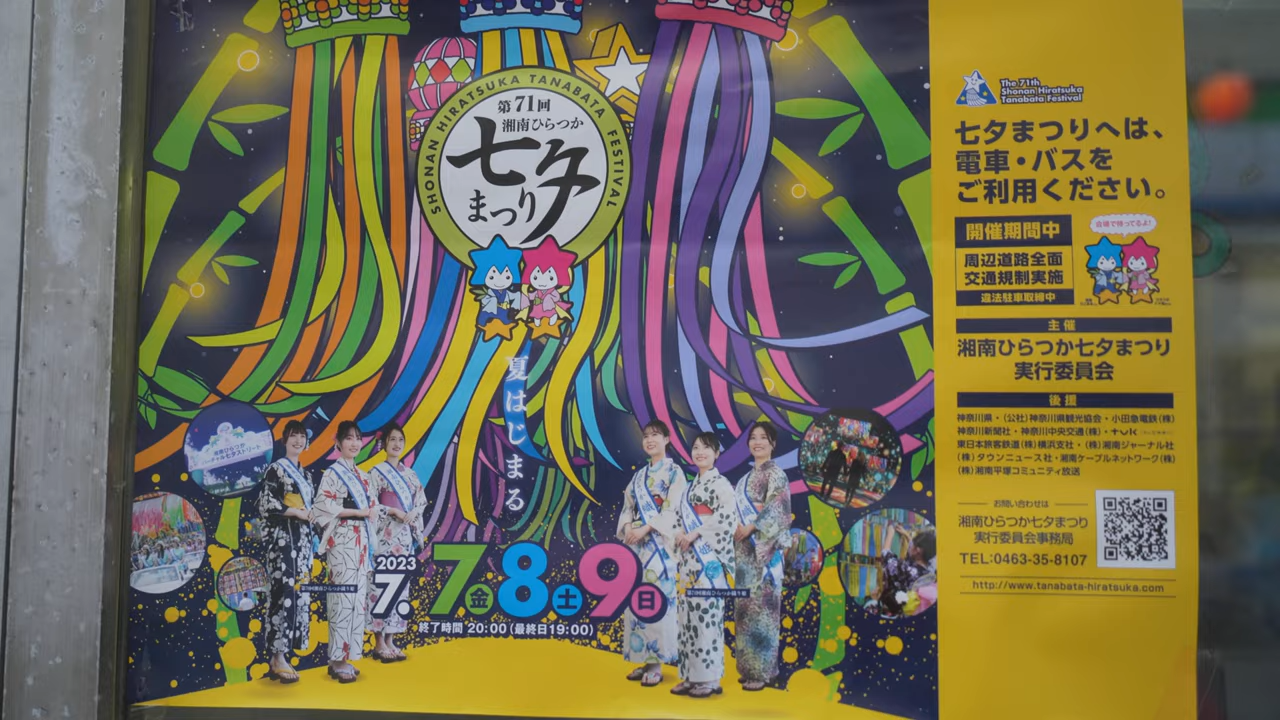 SHONAN HIRATSUKA TANABATA FESTIVAL
第71回
湘南ひらつか
七夕
まつり
夏はじまる
湘南ひらつか
2023
7. 7金 8土 9日
終了時間 20:00(最終日19:00)
The 71th
Shonan Hiratsuka
Tanabata Festival
七夕まつりへは、
電車・バスを
ご利用ください。
開催期間中
周辺道路全面
交通規制実施
違法駐車取締中
会場で待ってるよ!
主催
湘南ひらつか七夕まつり
実行委員会
後援
神奈川県・(公社)神奈川県観光協会・小田急電鉄(株)
神奈川新聞社・神奈川中央交通(株)・tvk
東日本旅客鉄道(株)横浜支社・(株)湘南ジャーナル社
(株)タウンニュース社・湘南ケーブルネットワーク(株)
(株)湘南平塚コミュニティ放送
お問い合わせは
湘南ひらつか七夕まつり
実行委員会事務局
TEL:0463-35-8107
http://www.tanabata-hiratsuka.com